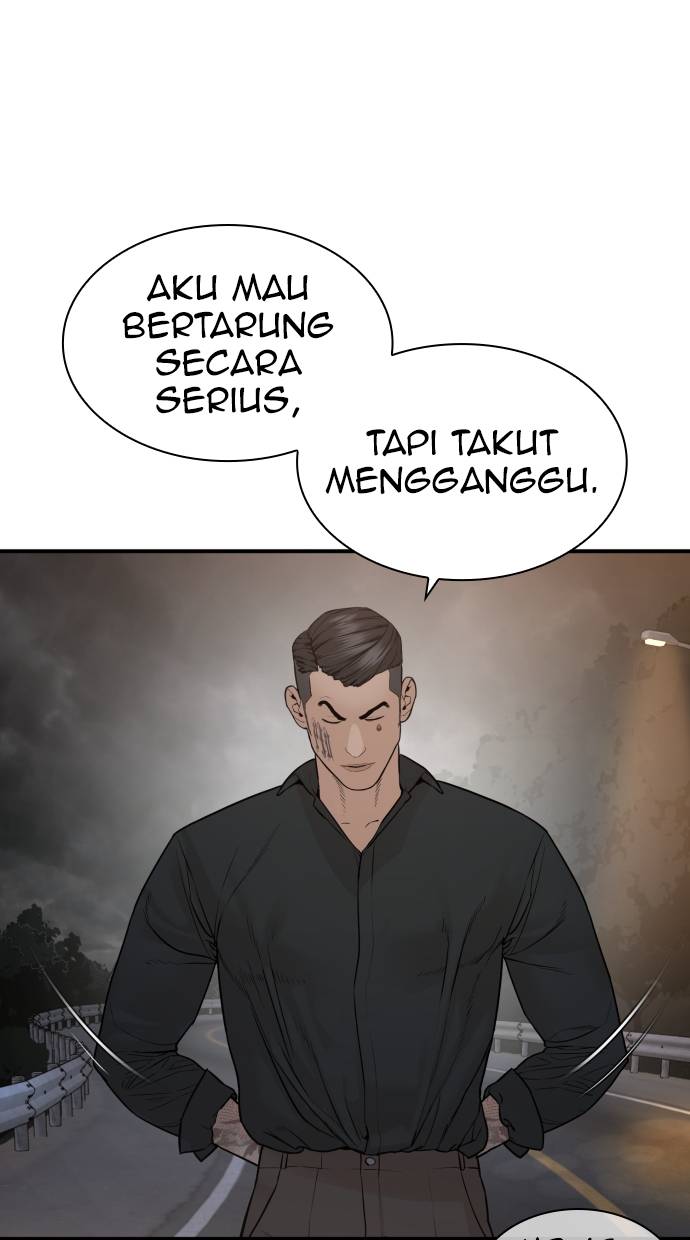 AKU MAU
BERTARUNG
SECARA
SERIUS,
TAPI TAKUT
MENGGANGGU.